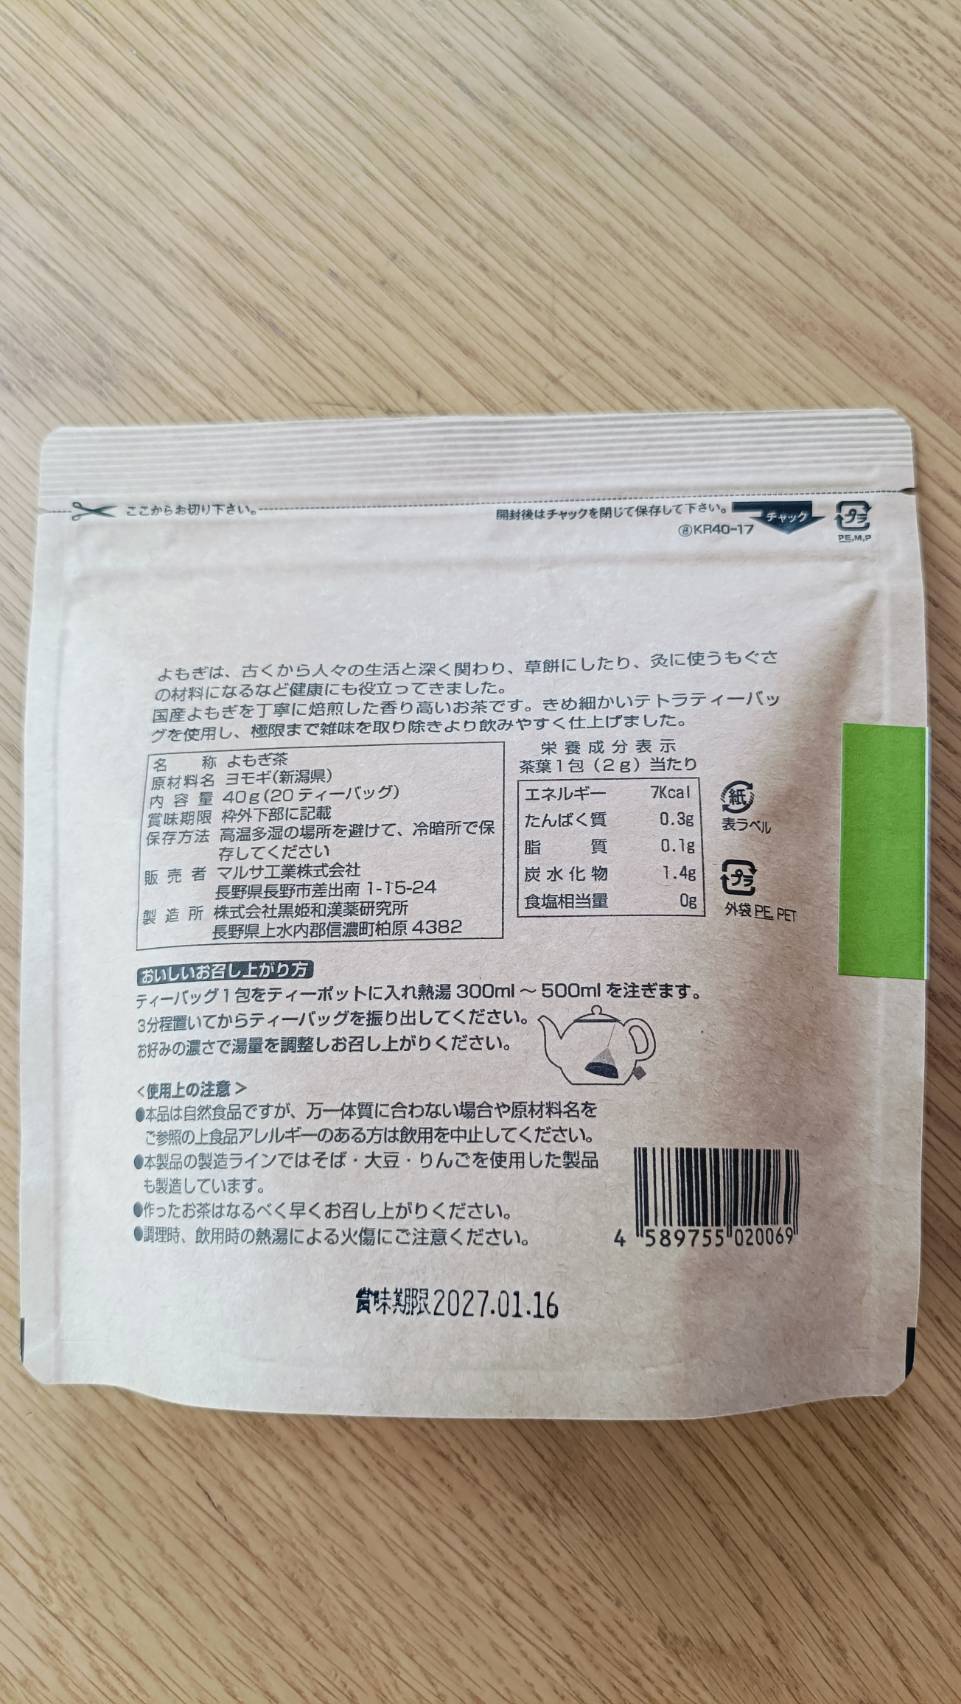 ここからお切り下さい。
開封後はチャックを閉じて保存して下さい。
チャック
プラ
PE,M,P
KR40-17
よもぎは、古くから人々の生活と深く関わり、草餅にしたり、灸に使うもぐさ
の材料になるなど健康にも役立ってきました。
国産よもぎを丁寧に焙煎した香り高いお茶です。きめ細かいテトラティーバッ
グを使用し、極限まで雑味を取り除きより飲みやすく仕上げました。
名称 よもぎ茶
原材料名 ヨモギ(新潟県)
内容量 40g(20ティーバッグ)
賞味期限 枠外下部に記載
保存方法 高温多湿の場所を避けて、冷暗所で保
存してください
販売者 マルサ工業株式会社
長野県長野市差出南 1-15-24
製造所 株式会社黒姫和漢薬研究所
長野県上水内郡信濃町柏原 4382
栄養成分表示
茶葉1包(2g)当たり
エネルギー 7Kcal
たんぱく質 0.3g
脂質 0.1g
炭水化物 1.4g
食塩相当量 0g
紙
表ラベル
プラ
外袋 PE, PET
おいしいお召し上がり方
ティーバッグ1包をティーポットに入れ熱湯 300ml～500mlを注ぎます。
3分程置いてからティーバッグを振り出してください。
お好みの濃さで湯量を調整しお召し上がりください。
<使用上の注意>
●本品は自然食品ですが、万一体質に合わない場合や原材料名を
ご参照の上食品アレルギーのある方は飲用を中止してください。
●本製品の製造ラインではそば・大豆・りんごを使用した製品
も製造しています。
●作ったお茶はなるべく早くお召し上がりください。
●調理時、飲用時の熱湯による火傷にご注意ください。
4 589755 020069
賞味期限2027.01.16